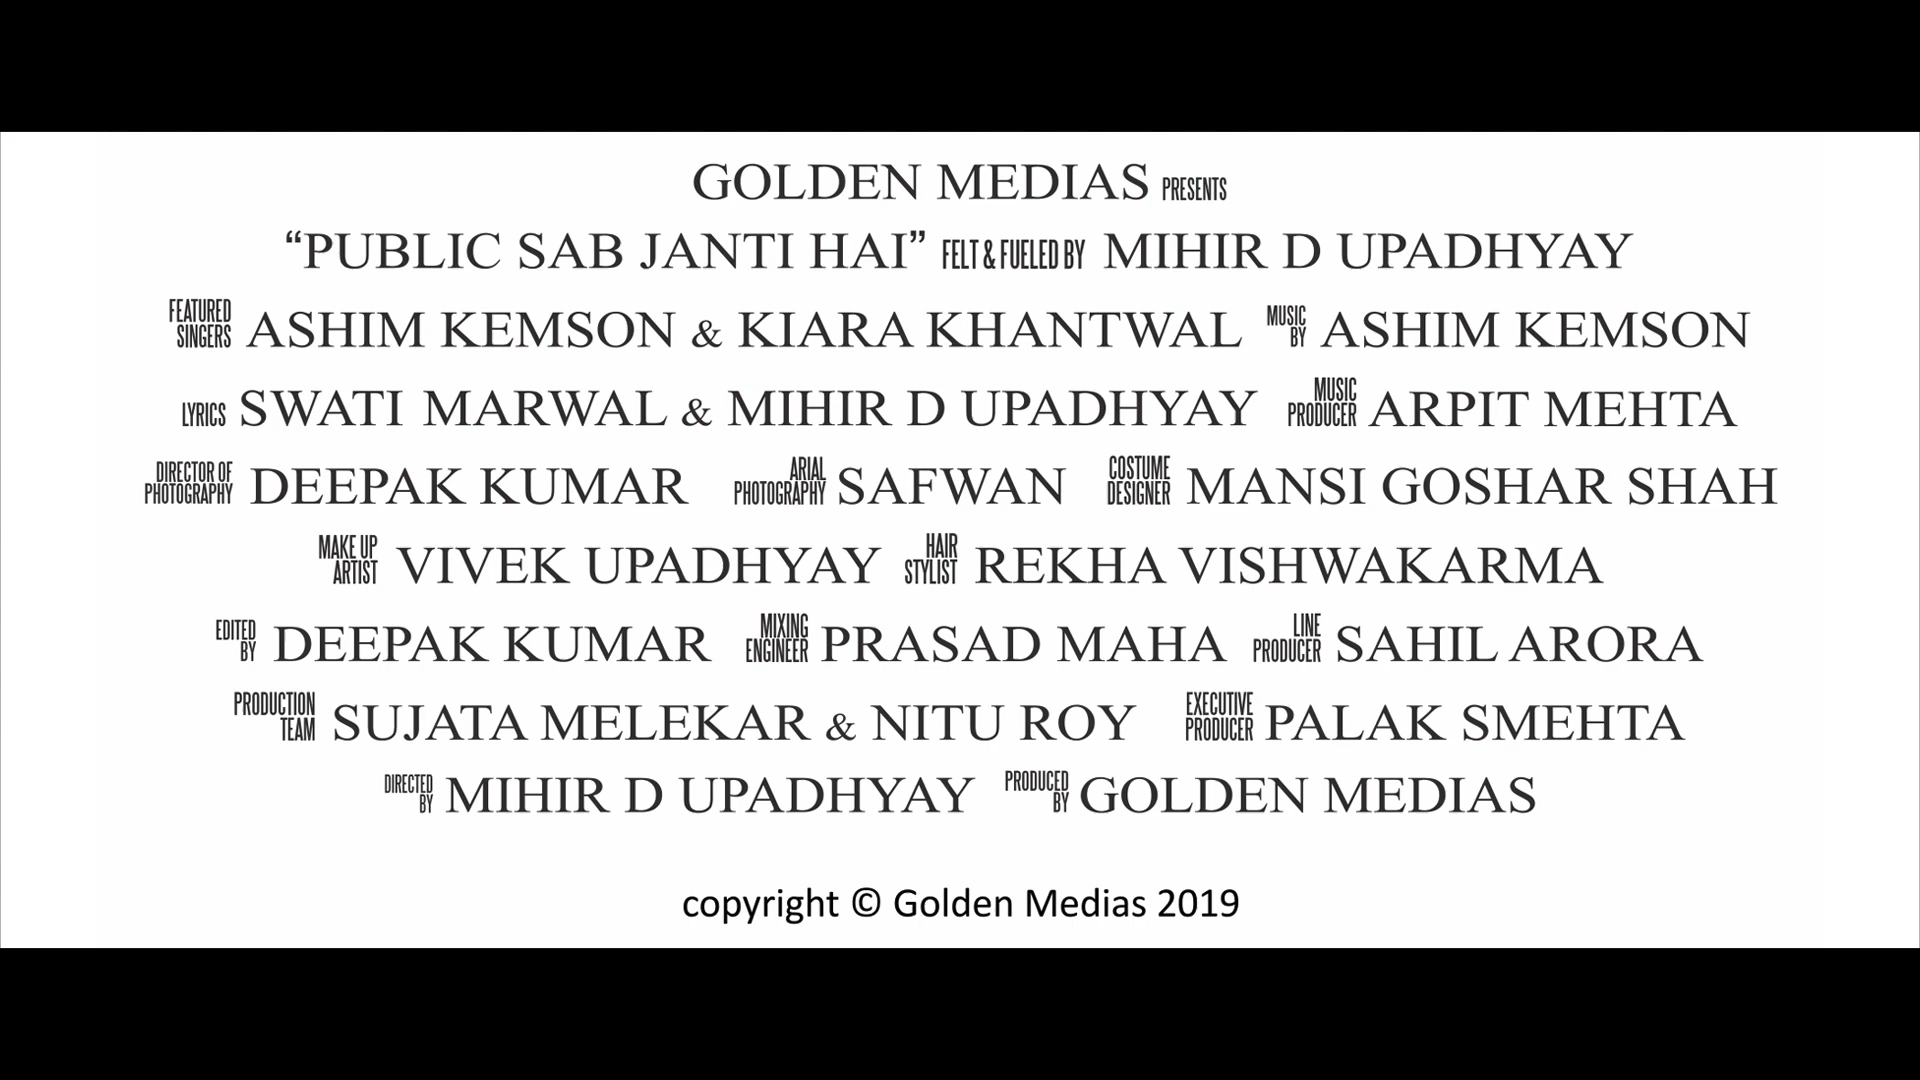 GOLDEN MEDIAS PRESENTS
“PUBLIC SAB JANTI HAI” FELT & FUELED BY MIHIR D UPADHYAY
FEATURED SINGERS ASHIM KEMSON & KIARA KHANTWAL MUSIC BY ASHIM KEMSON
LYRICS SWATI MARWAL & MIHIR D UPADHYAY MUSIC PRODUCER ARPIT MEHTA
DIRECTOR OF PHOTOGRAPHY DEEPAK KUMAR ARIAL PHOTOGRAPHY SAFWAN COSTUME DESIGNER MANSI GOSHAR SHAH
MAKE UP ARTIST VIVEK UPADHYAY HAIR STYLIST REKHA VISHWAKARMA
EDITED BY DEEPAK KUMAR MIXING ENGINEER PRASAD MAHA LINE PRODUCER SAHIL ARORA
PRODUCTION TEAM SUJATA MELEKAR & NITU ROY EXECUTIVE PRODUCER PALAK SMEHTA
DIRECTED BY MIHIR D UPADHYAY PRODUCED BY GOLDEN MEDIAS
copyright © Golden Medias 2019